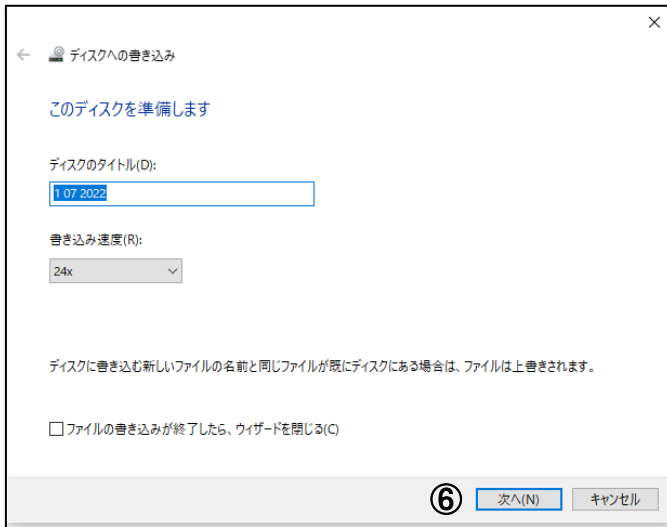 ディスクへの書き込み
このディスクを準備します
ディスクのタイトル(D):
1 07 2022
書き込み速度(R):
24x
ディスクに書き込む新しいファイルの名前と同じファイルが既にディスクにある場合は、ファイルは上書きされます。
ファイルの書き込みが終了したら、ウィザードを閉じる(C)
⑥ 次へ(N) キャンセル